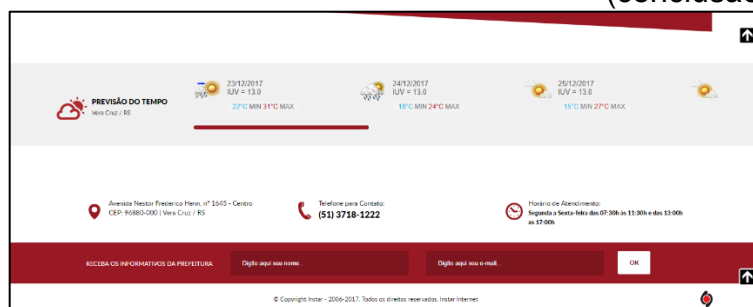 (conclusão
PREVISÃO DO TEMPO
Vera Cruz / RS
23/12/2017
IUV = 13.0
22°C MIN 31°C MAX
24/12/2017
IUV = 13.0
18°C MIN 24°C MAX
25/12/2017
IUV = 13.0
15°C MIN 27°C MAX
Avenida Nestor Frederico Henn, nº 1645 - Centro
CEP: 96880-000 | Vera Cruz / RS
Telefone para Contato:
(51) 3718-1222
Horário de Atendimento:
Segunda a Sexta-feira das 07:30h às 11:30h e das 13:00h
às 17:00h
RECEBA OS INFORMATIVOS DA PREFEITURA
Digite aqui seu nome...
Digite aqui seu e-mail...
OK
© Copyright Instar - 2006-2017. Todos os direitos reservados. Instar Internet